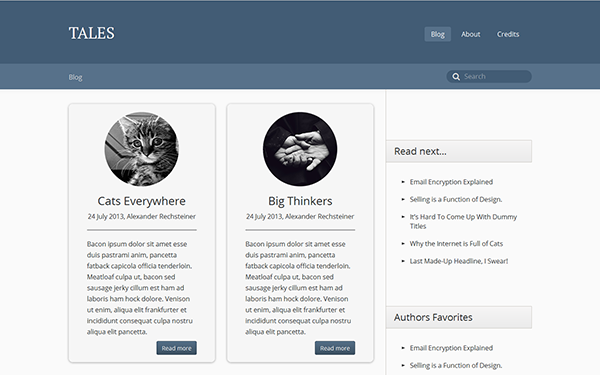 TALES
Blog
About
Credits
Blog
Search
Cats Everywhere
24 July 2013, Alexander Rechsteiner
Bacon ipsum dolor sit amet esse
duis pastrami anim, pancetta
fatback capicola officia tenderloin.
Meatloaf culpa ut, bacon sed
sausage jerky cillum est ham ad
laboris ham hock dolore. Venison
ut enim, aliqua elit frankfurter et
incididunt consequat culpa nostru
aliqua elit pancetta.
Read more
Big Thinkers
24 July 2013, Alexander Rechsteiner
Bacon ipsum dolor sit amet esse
duis pastrami anim, pancetta
fatback capicola officia tenderloin.
Meatloaf culpa ut, bacon sed
sausage jerky cillum est ham ad
laboris ham hock dolore. Venison
ut enim, aliqua elit frankfurter et
incididunt consequat culpa nostru
aliqua elit pancetta.
Read more
Read next...
Email Encryption Explained
Selling is a Function of Design.
It's Hard To Come Up With Dummy
Titles
Why the Internet is Full of Cats
Last Made-Up Headline, I Swear!
Authors Favorites
Email Encryption Explained
Selling is a Function of Design.